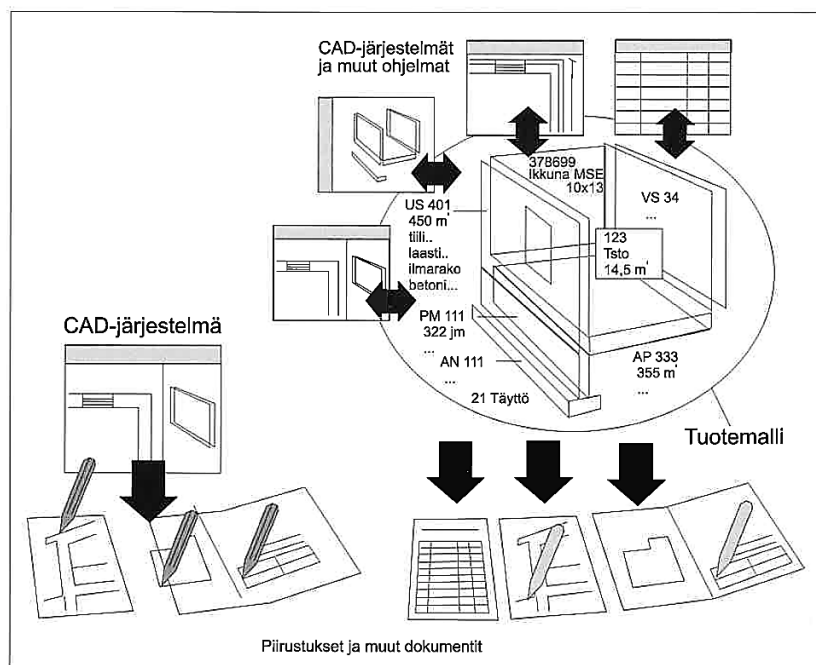 CAD-järjestelmät
ja muut ohjelmat
378699
Ikkuna MSE
10x13
VS 34
...
US 401
450 m'
tiili..
laasti..
ilmarako
betoni...
123
Tsto
14,5 m'
PM 111
322 jm
...
AN 111
...
21 Täyttö
AP 333
355 m'
...
CAD-järjestelmä
Tuotemalli
Piirustukset ja muut dokumentit